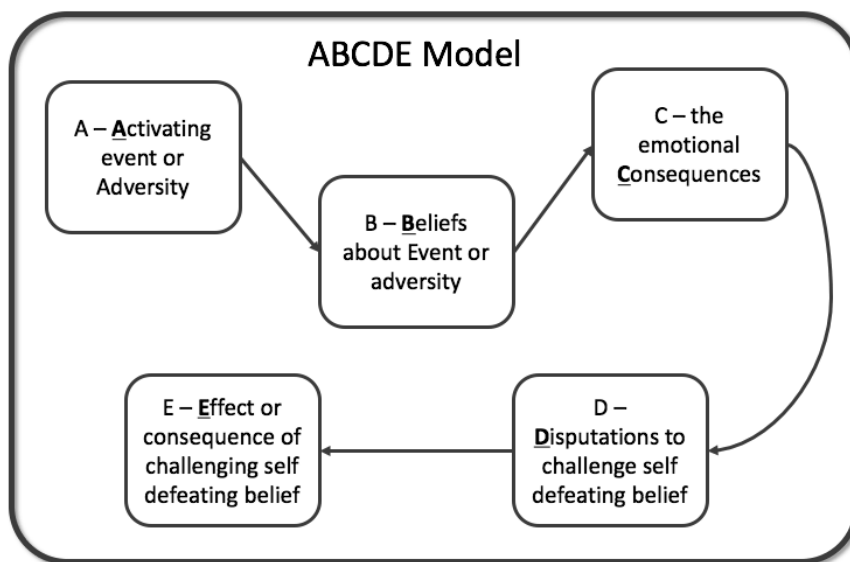 ABCDE Model
A – Activating
event or
Adversity
B – Beliefs
about Event or
adversity
C – the
emotional
Consequences
D –
Disputations to
challenge self
defeating belief
E – Effect or
consequence of
challenging self
defeating belief